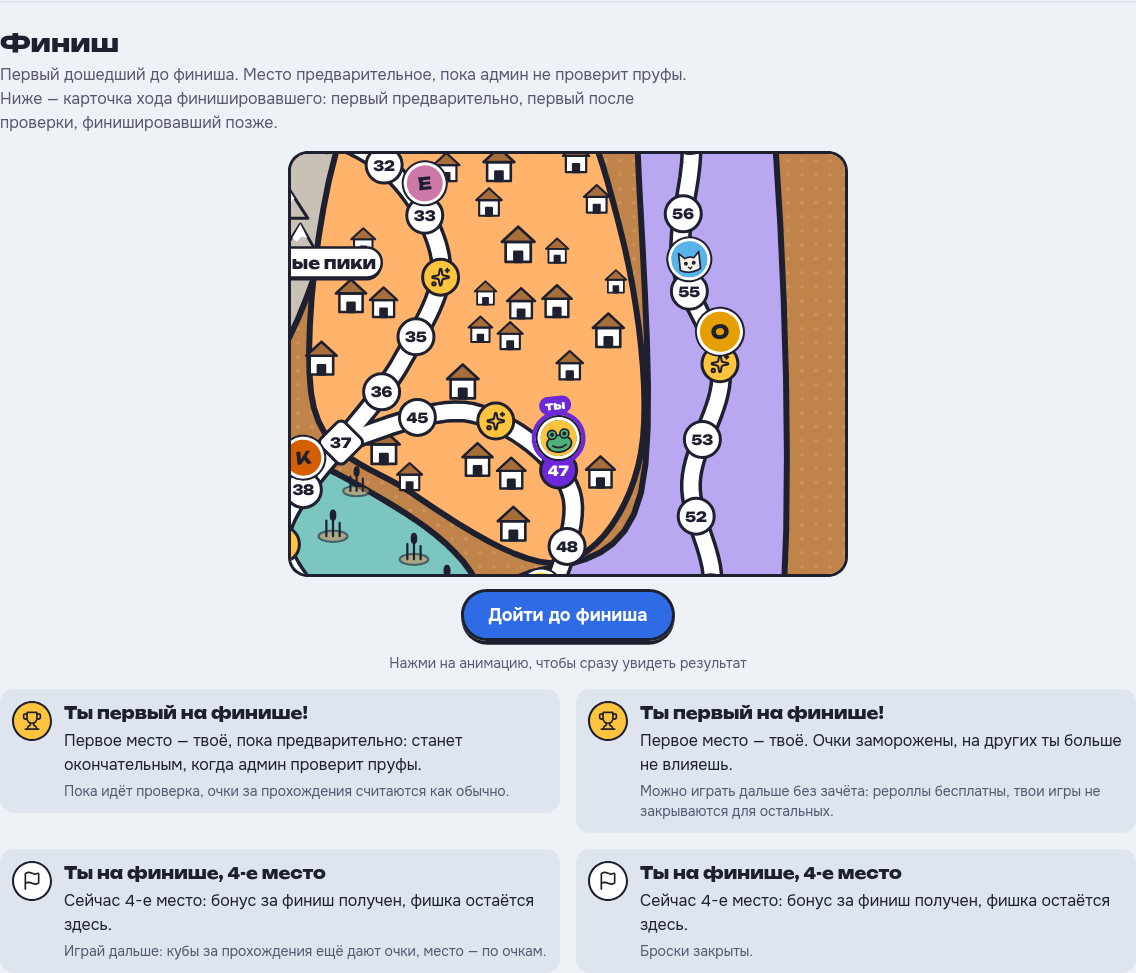 Финиш
Первый дошедший до финиша. Место предварительное, пока админ не проверит пруфы.
Ниже — карточка хода финишировавшего: первый предварительно, первый после
проверки, финишировавший позже.
32
E
33
56
ые пики
55
O
35
36
45
ТЫ
37
47
53
K
38
52
48
Дойти до финиша
Нажми на анимацию, чтобы сразу увидеть результат
Ты первый на финише!
Первое место — твоё, пока предварительно: станет
окончательным, когда админ проверит пруфы.
Пока идёт проверка, очки за прохождения считаются как обычно.
Ты первый на финише!
Первое место — твоё. Очки заморожены, на других ты больше
не влияешь.
Можно играть дальше без зачёта: рероллы бесплатны, твои игры не
закрываются для остальных.
Ты на финише, 4-е место
Сейчас 4-е место: бонус за финиш получен, фишка остаётся
здесь.
Играй дальше: кубы за прохождения ещё дают очки, место — по очкам.
Ты на финише, 4-е место
Сейчас 4-е место: бонус за финиш получен, фишка остаётся
здесь.
Броски закрыты.